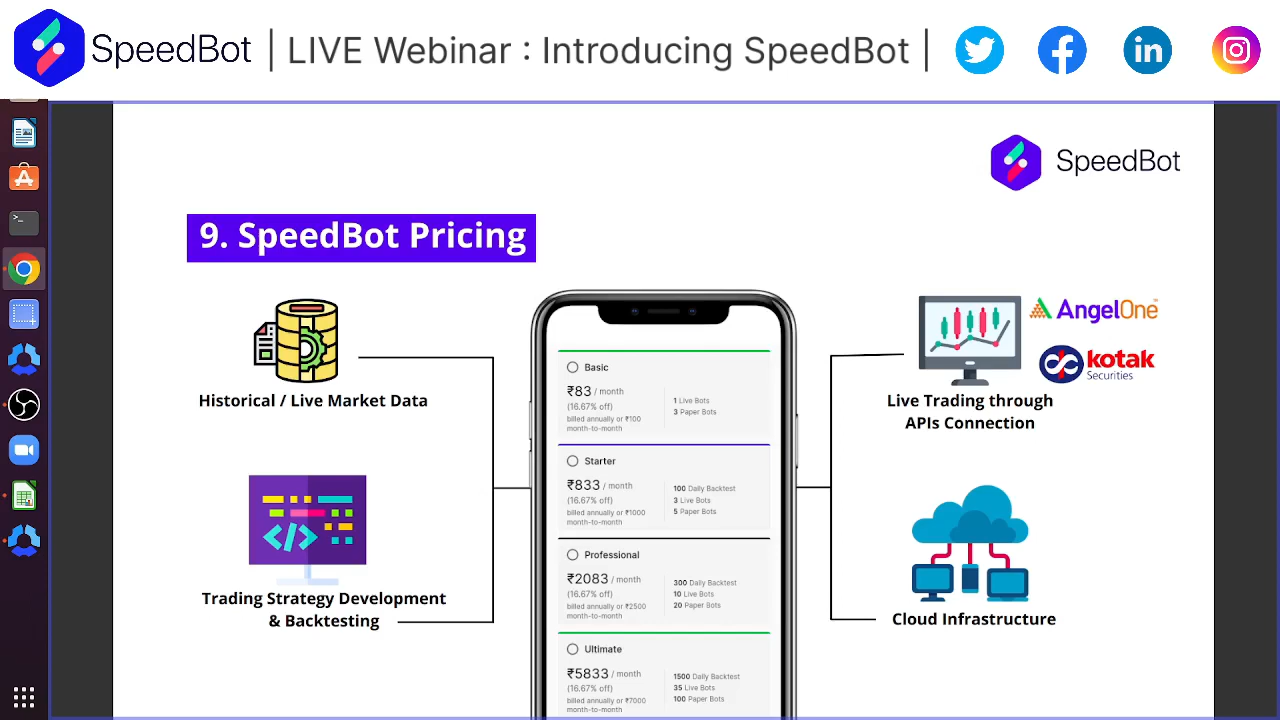 SpeedBot | LIVE Webinar : Introducing SpeedBot |
SpeedBot
9. SpeedBot Pricing
Historical / Live Market Data
Trading Strategy Development
& Backtesting
Basic
₹83 / month
(16.67% off)
billed annually or ₹100
month-to-month
1 Live Bots
3 Paper Bots
Starter
₹833 / month
(16.67% off)
billed annually or ₹1000
month-to-month
100 Daily Backtest
3 Live Bots
5 Paper Bots
Professional
₹2083 / month
(16.67% off)
billed annually or ₹2500
month-to-month
300 Daily Backtest
10 Live Bots
20 Paper Bots
Ultimate
₹5833 / month
(16.67% off)
billed annually or ₹7000
month-to-month
1500 Daily Backtest
35 Live Bots
100 Paper Bots
AngelOne
kotak
Securities
Live Trading through
APIs Connection
Cloud Infrastructure